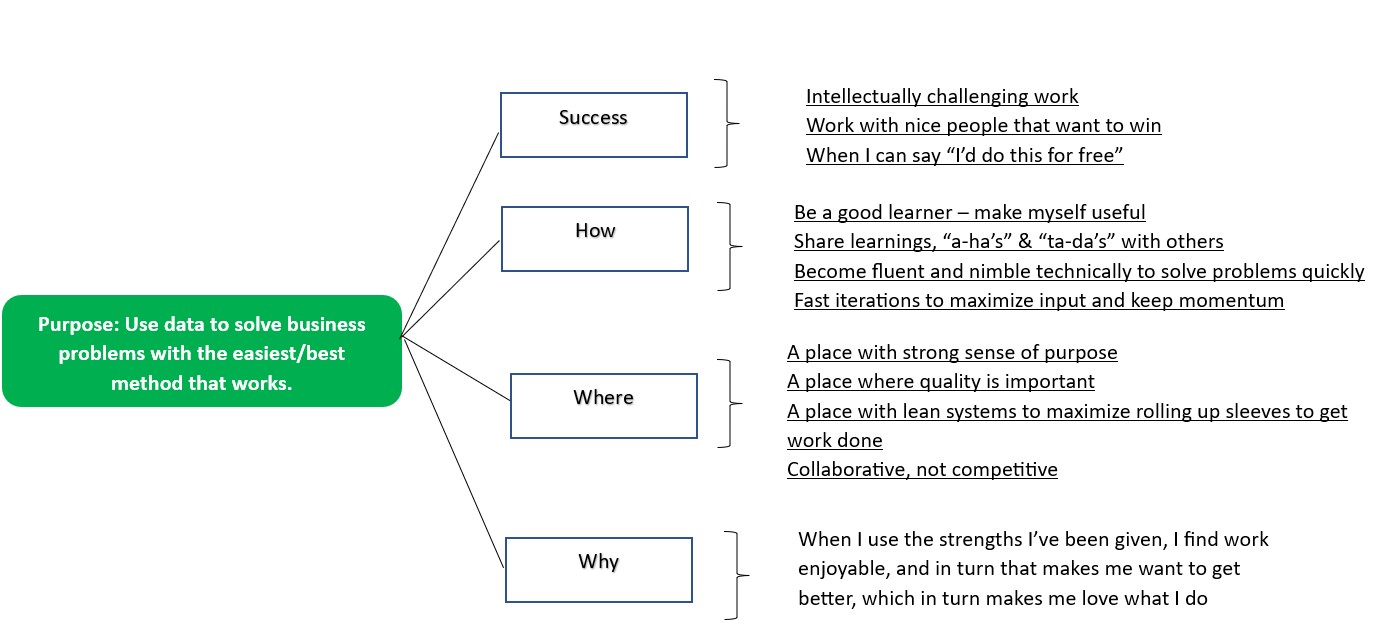 Success
Intellectually challenging work
Work with nice people that want to win
When I can say “I’d do this for free”
How
Be a good learner – make myself useful
Share learnings, “a-ha’s” & “ta-da’s” with others
Become fluent and nimble technically to solve problems quickly
Fast iterations to maximize input and keep momentum
Purpose: Use data to solve business
problems with the easiest/best
method that works.
Where
A place with strong sense of purpose
A place where quality is important
A place with lean systems to maximize rolling up sleeves to get
work done
Collaborative, not competitive
Why
When I use the strengths I’ve been given, I find work
enjoyable, and in turn that makes me want to get
better, which in turn makes me love what I do